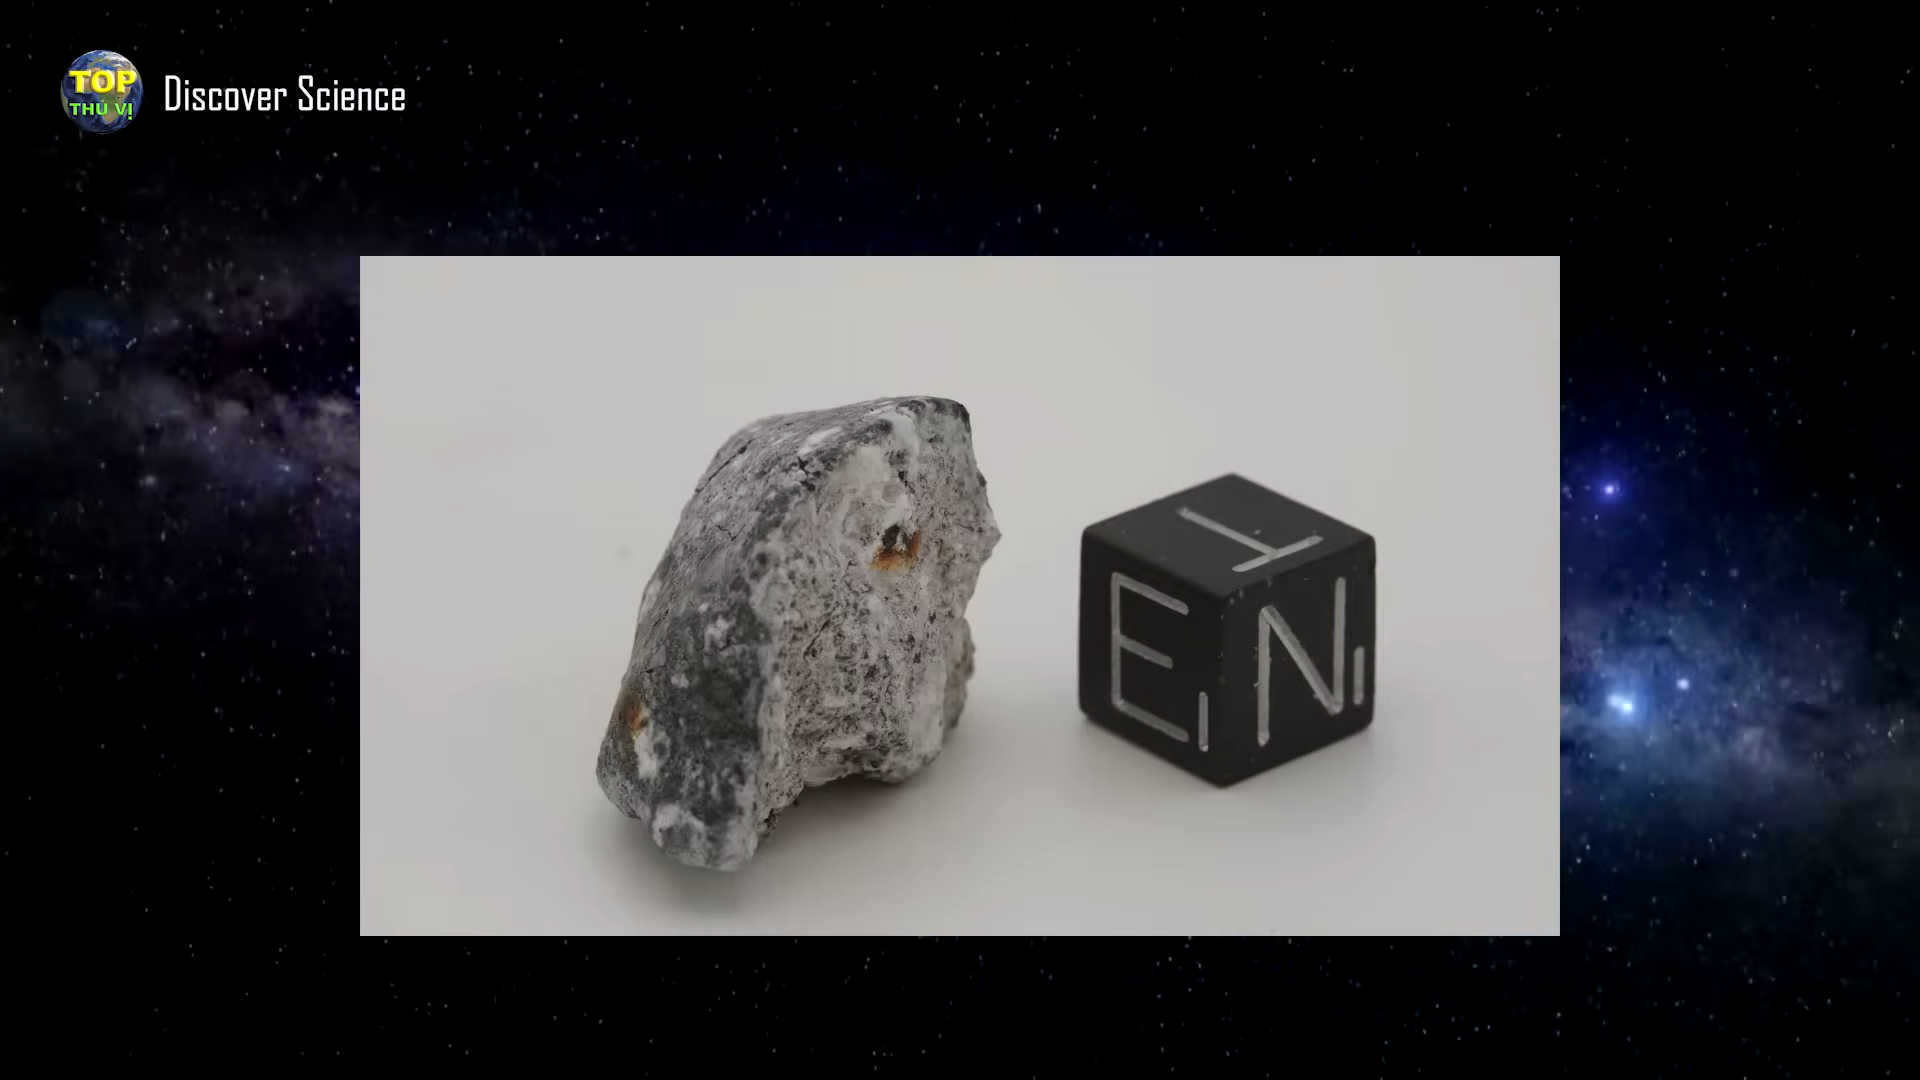 TOP
THÚ VỊ
Discover Science
T
E
N